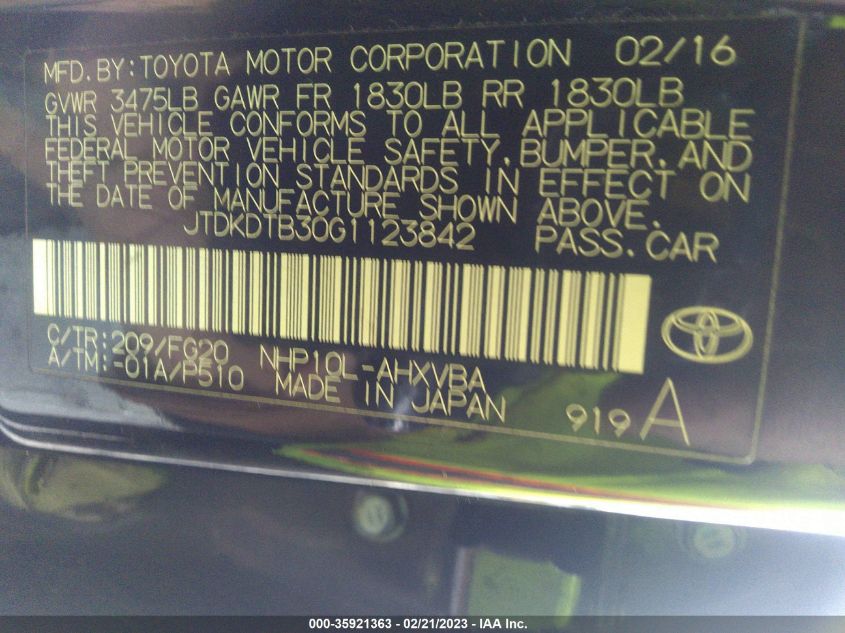 MFD.BY:TOYOTA MOTOR CORPORATION 02/16
GVWR 3475LB GAWR FR 1830LB RR 1830LB
THIS VEHICLE CONFORMS TO ALL APPLICABLE
FEDERAL MOTOR VEHICLE SAFETY,BUMPER,AND
THEFT PREVENTION STANDARDS IN EFFECT ON
THE DATE OF MANUFACTURE SHOWN ABOVE.
JTDKDTB30G1123842 PASS.CAR
C/TR:209/FG20 NHP10L-AHXVBA
A/TM:-01A/P510 MADE IN JAPAN
919 A
000-35921363 - 02/21/2023 - IAA Inc.